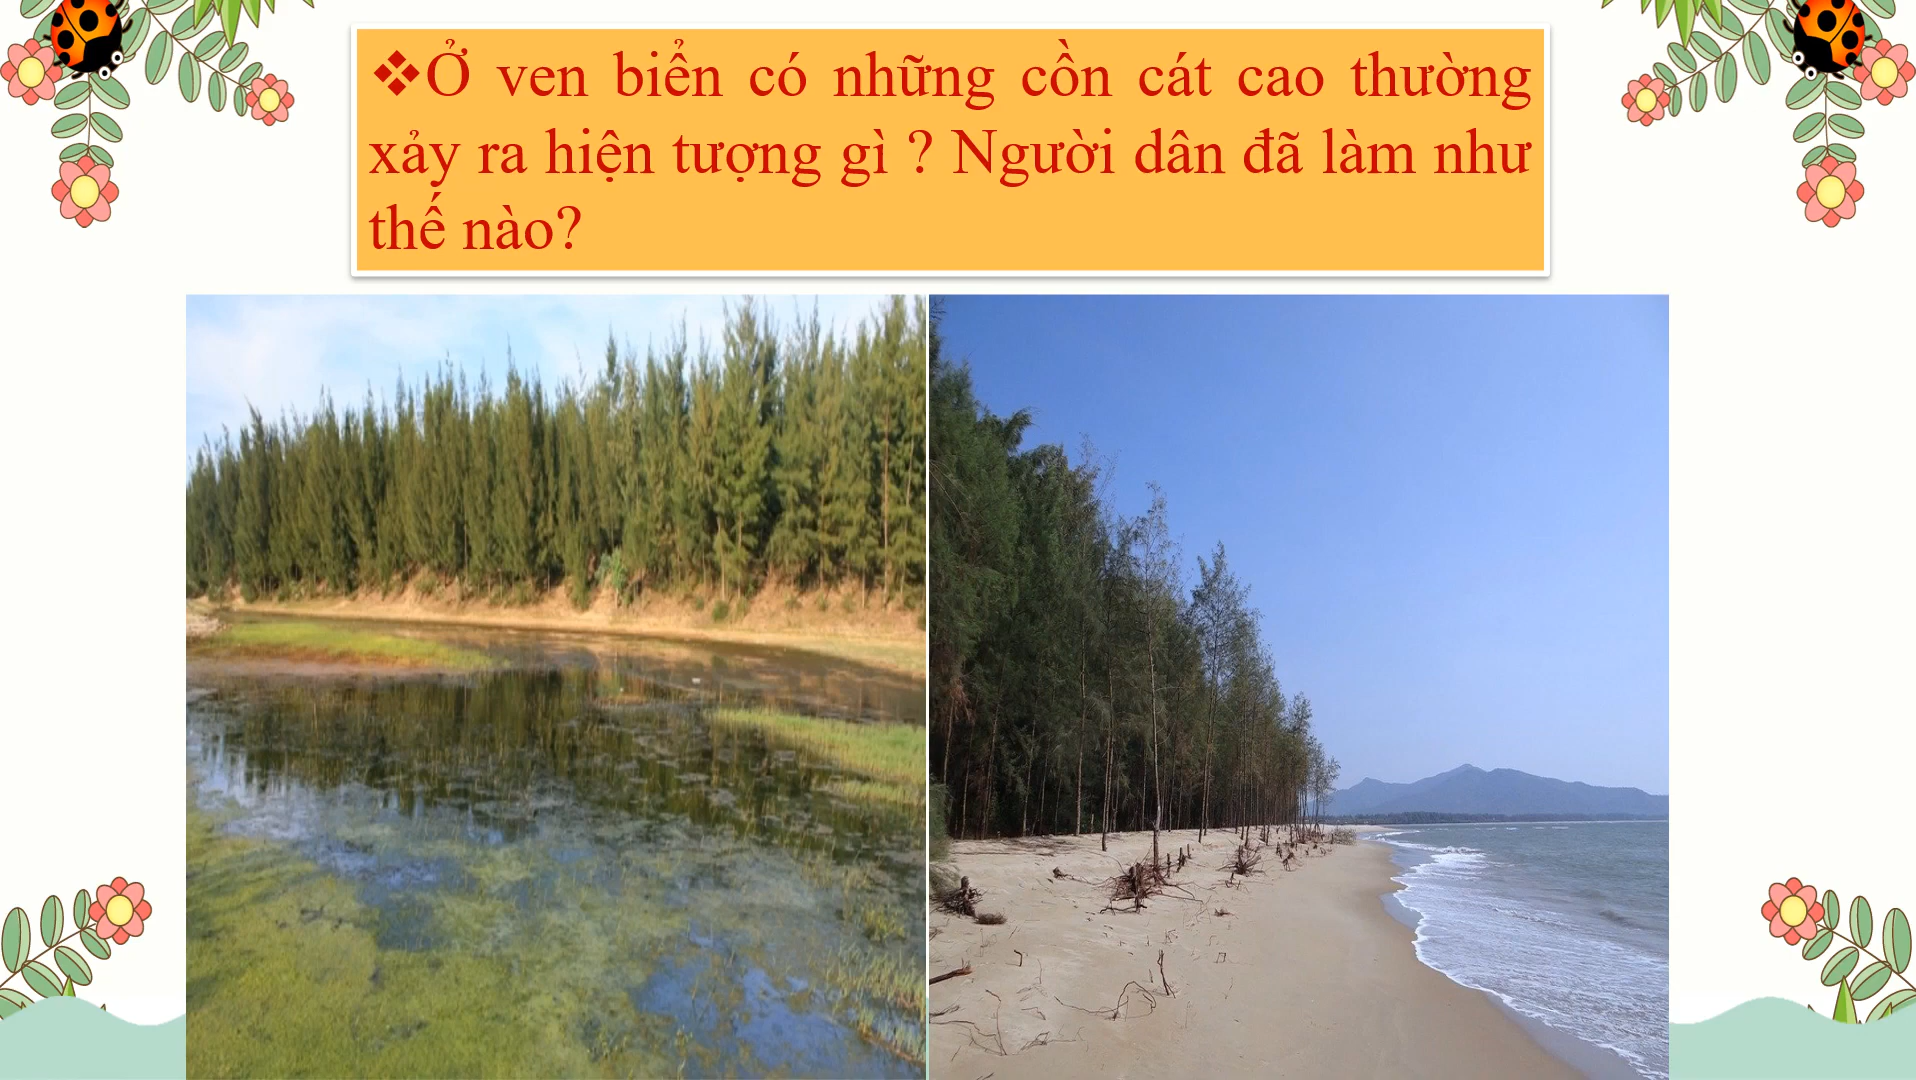 ❖Ở ven biển có những cồn cát cao thường
xảy ra hiện tượng gì ? Người dân đã làm như
thế nào?